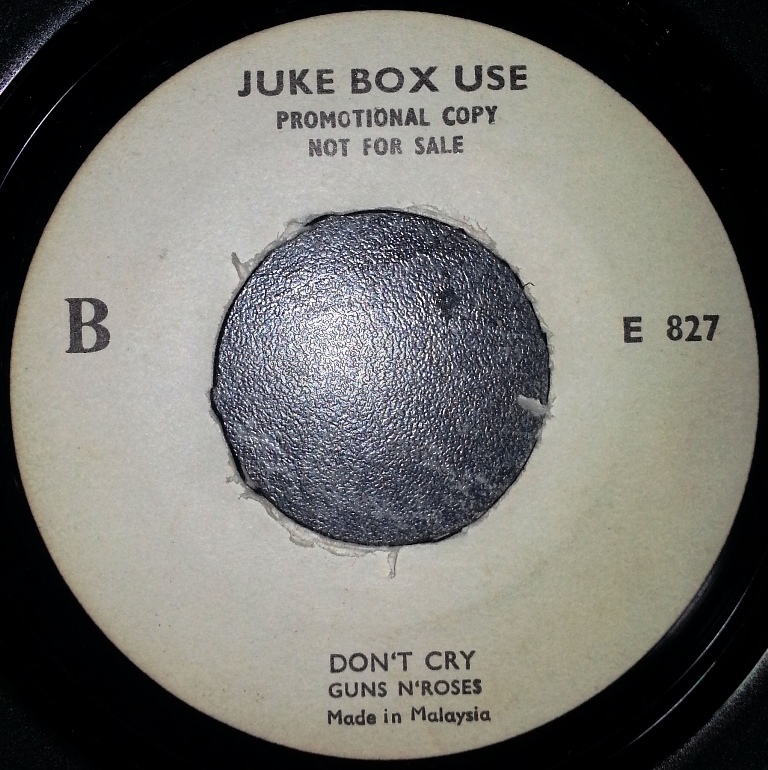 JUKE BOX USE
PROMOTIONAL COPY
NOT FOR SALE
B
E 827
DON'T CRY
GUNS N'ROSES
Made in Malaysia